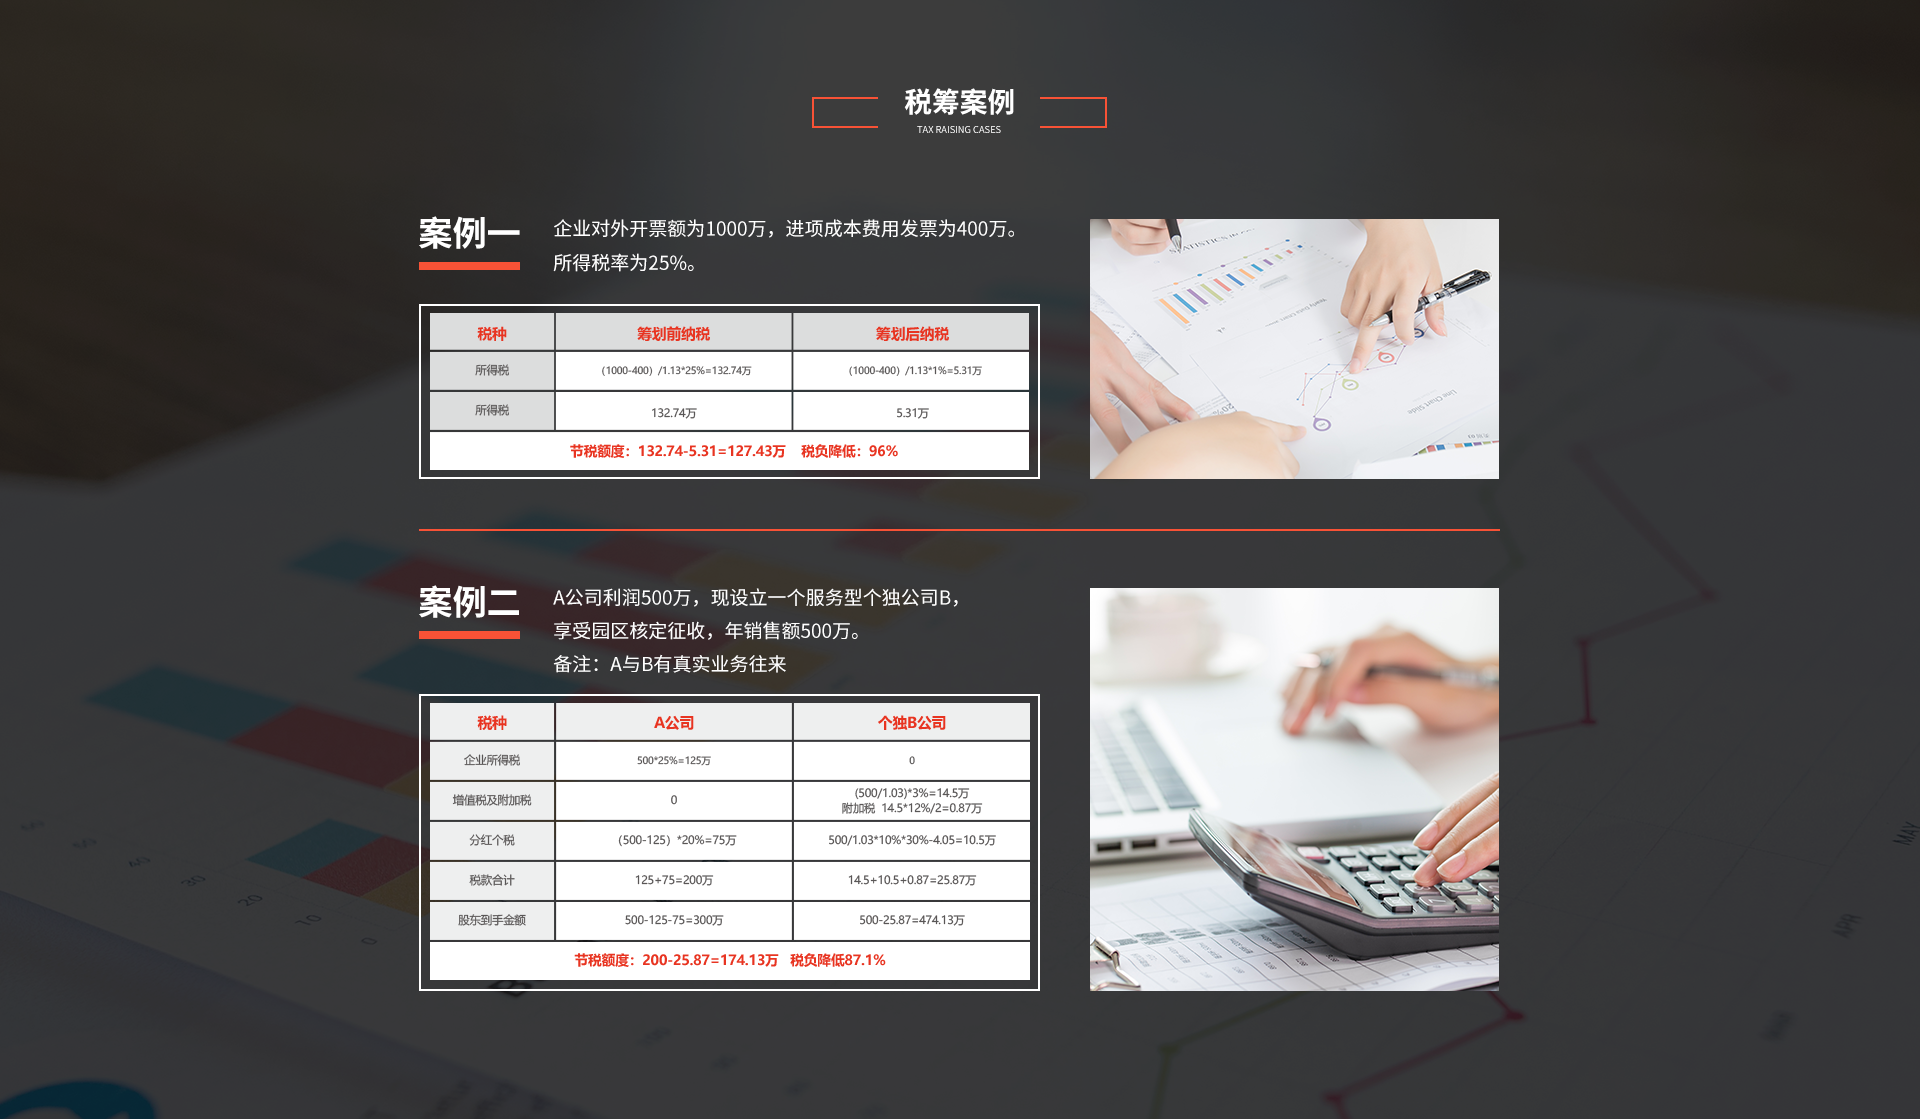 税筹案例
TAX RAISING CASES
案例一
企业对外开票额为1000万，进项成本费用发票为400万。
所得税率为25%。
税种 筹划前纳税 筹划后纳税
所得税 （1000-400）/1.13*25%=132.74万 （1000-400）/1.13*1%=5.31万
所得税 132.74万 5.31万
节税额度：132.74-5.31=127.43万 税负降低：96%
STATISTICS
Line Chart Slide
案例二
A公司利润500万，现设立一个服务型个独公司B，
享受园区核定征收，年销售额500万。
备注：A与B有真实业务往来
税种 A公司 个独B公司
企业所得税 500*25%=125万 0
增值税及附加税 0 (500/1.03)*3%=14.5万
附加税 14.5*12%/2=0.87万
分红个税 （500-125）*20%=75万 500/1.03*10%*30%-4.05=10.5万
税款合计 125+75=200万 14.5+10.5+0.87=25.87万
股东到手金额 500-125-75=300万 500-25.87=474.13万
节税额度：200-25.87=174.13万 税负降低87.1%
60
50
40
30
20
10
0
MAY
APR